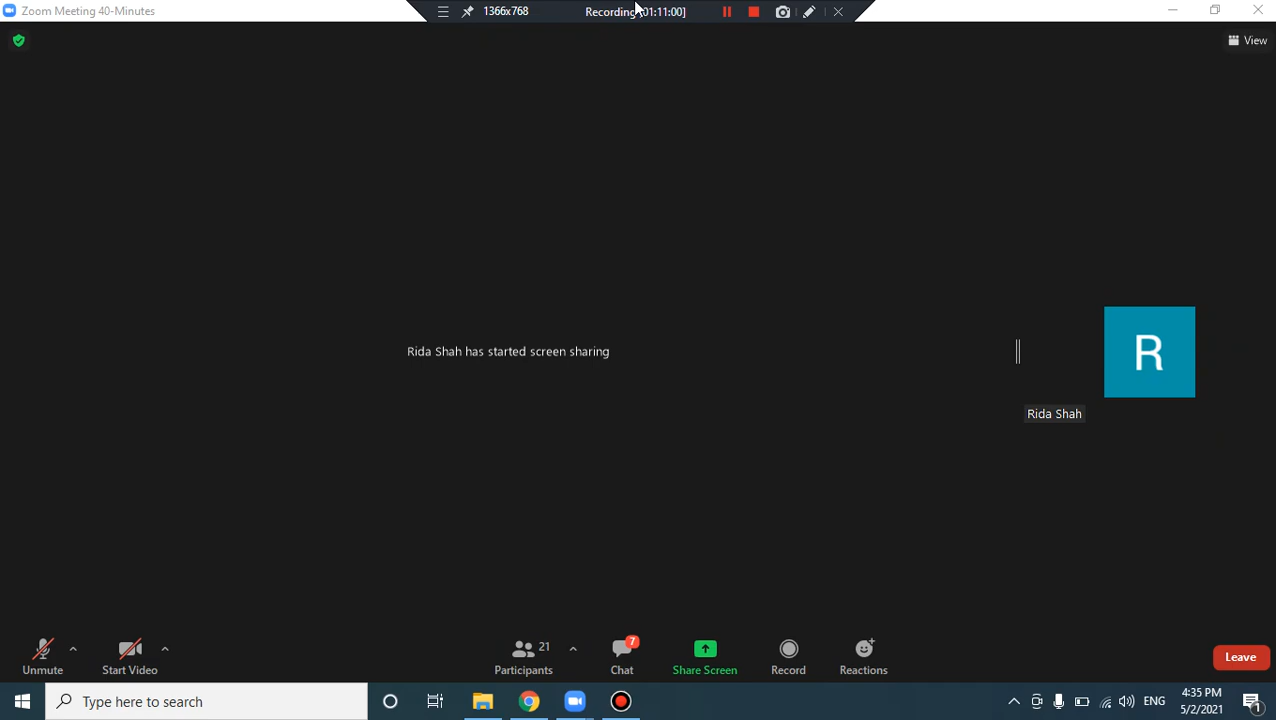 Zoom Meeting 40-Minutes
1366x768
Recording [01:11:00]
View
Rida Shah has started screen sharing
R
Rida Shah
Unmute
Start Video
21
Participants
7
Chat
Share Screen
Record
Reactions
Leave
Type here to search
ENG
4:35 PM
5/2/2021
1